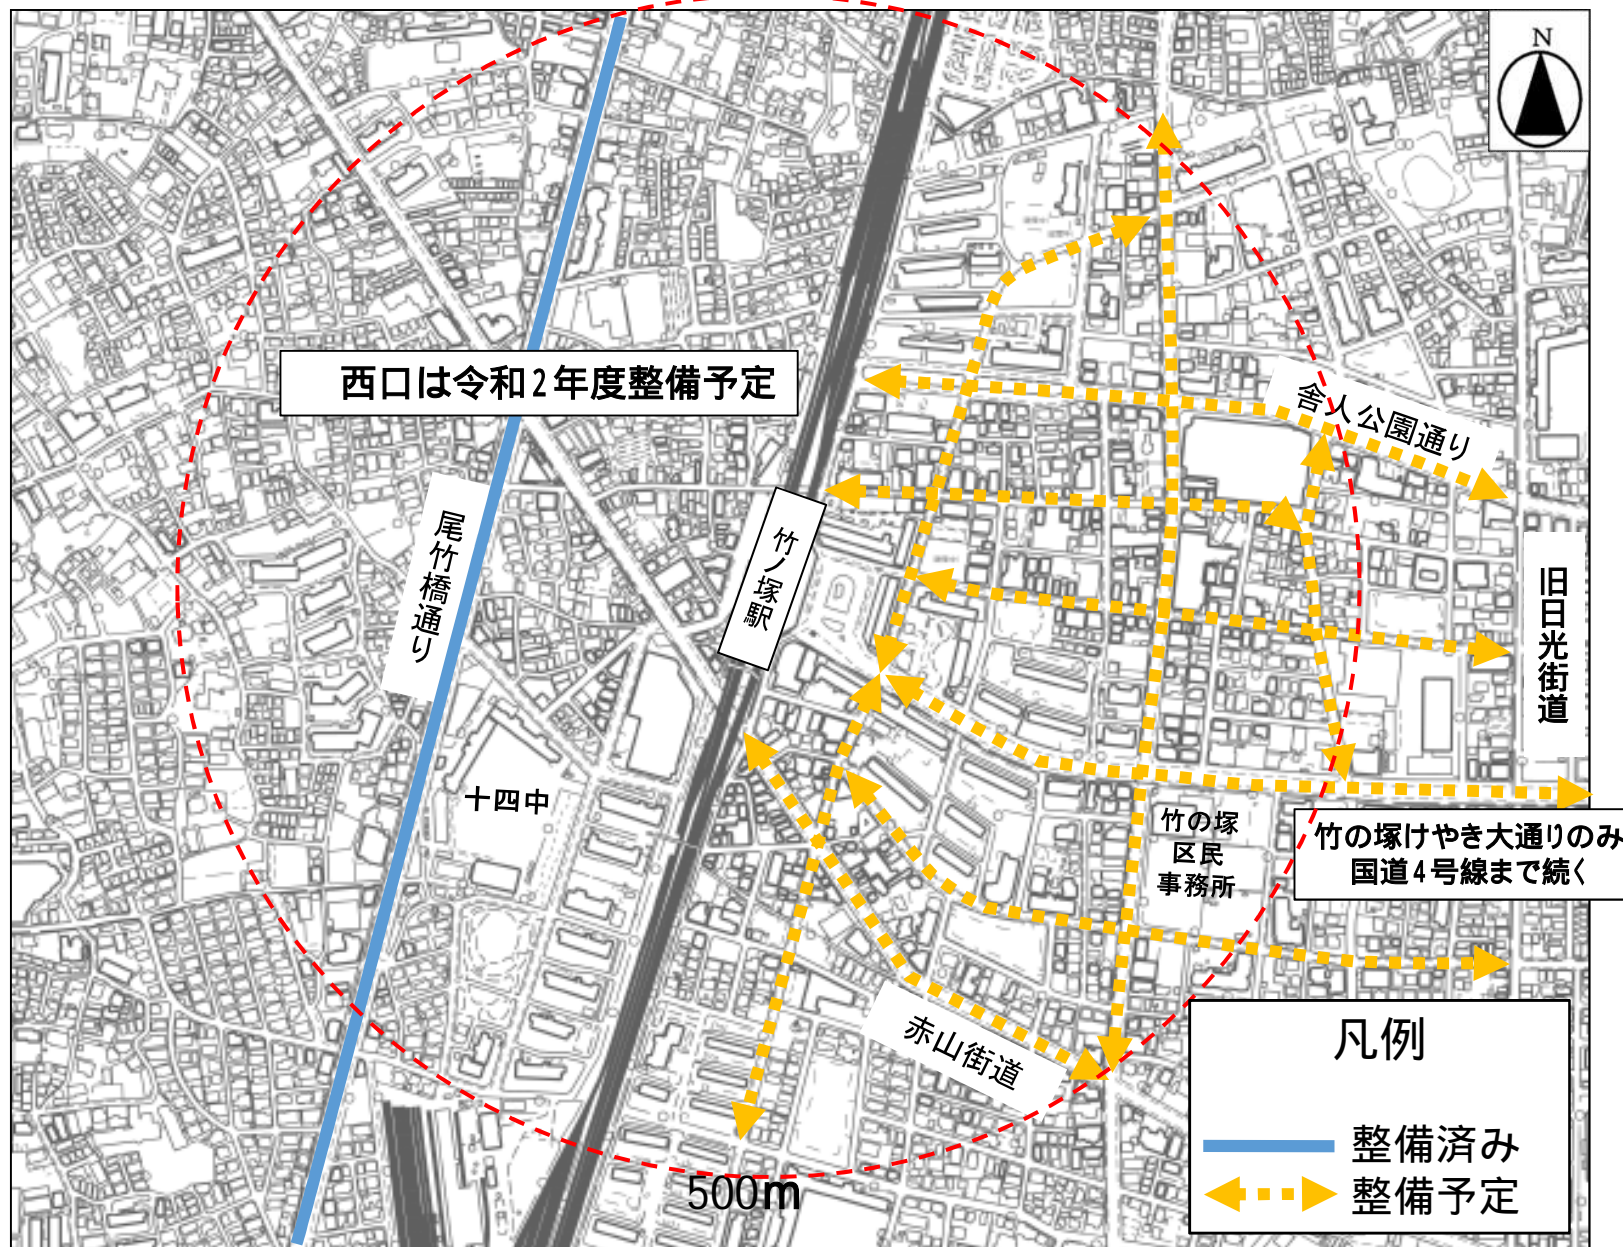 N
西口は令和2年度整備予定
舎人公園通り
尾竹橋通り
竹ノ塚駅
旧日光街道
十四中
竹の塚
区民
事務所
竹の塚けやき大通りのみ
国道4号線まで続く
赤山街道
凡例
整備済み
整備予定
500m